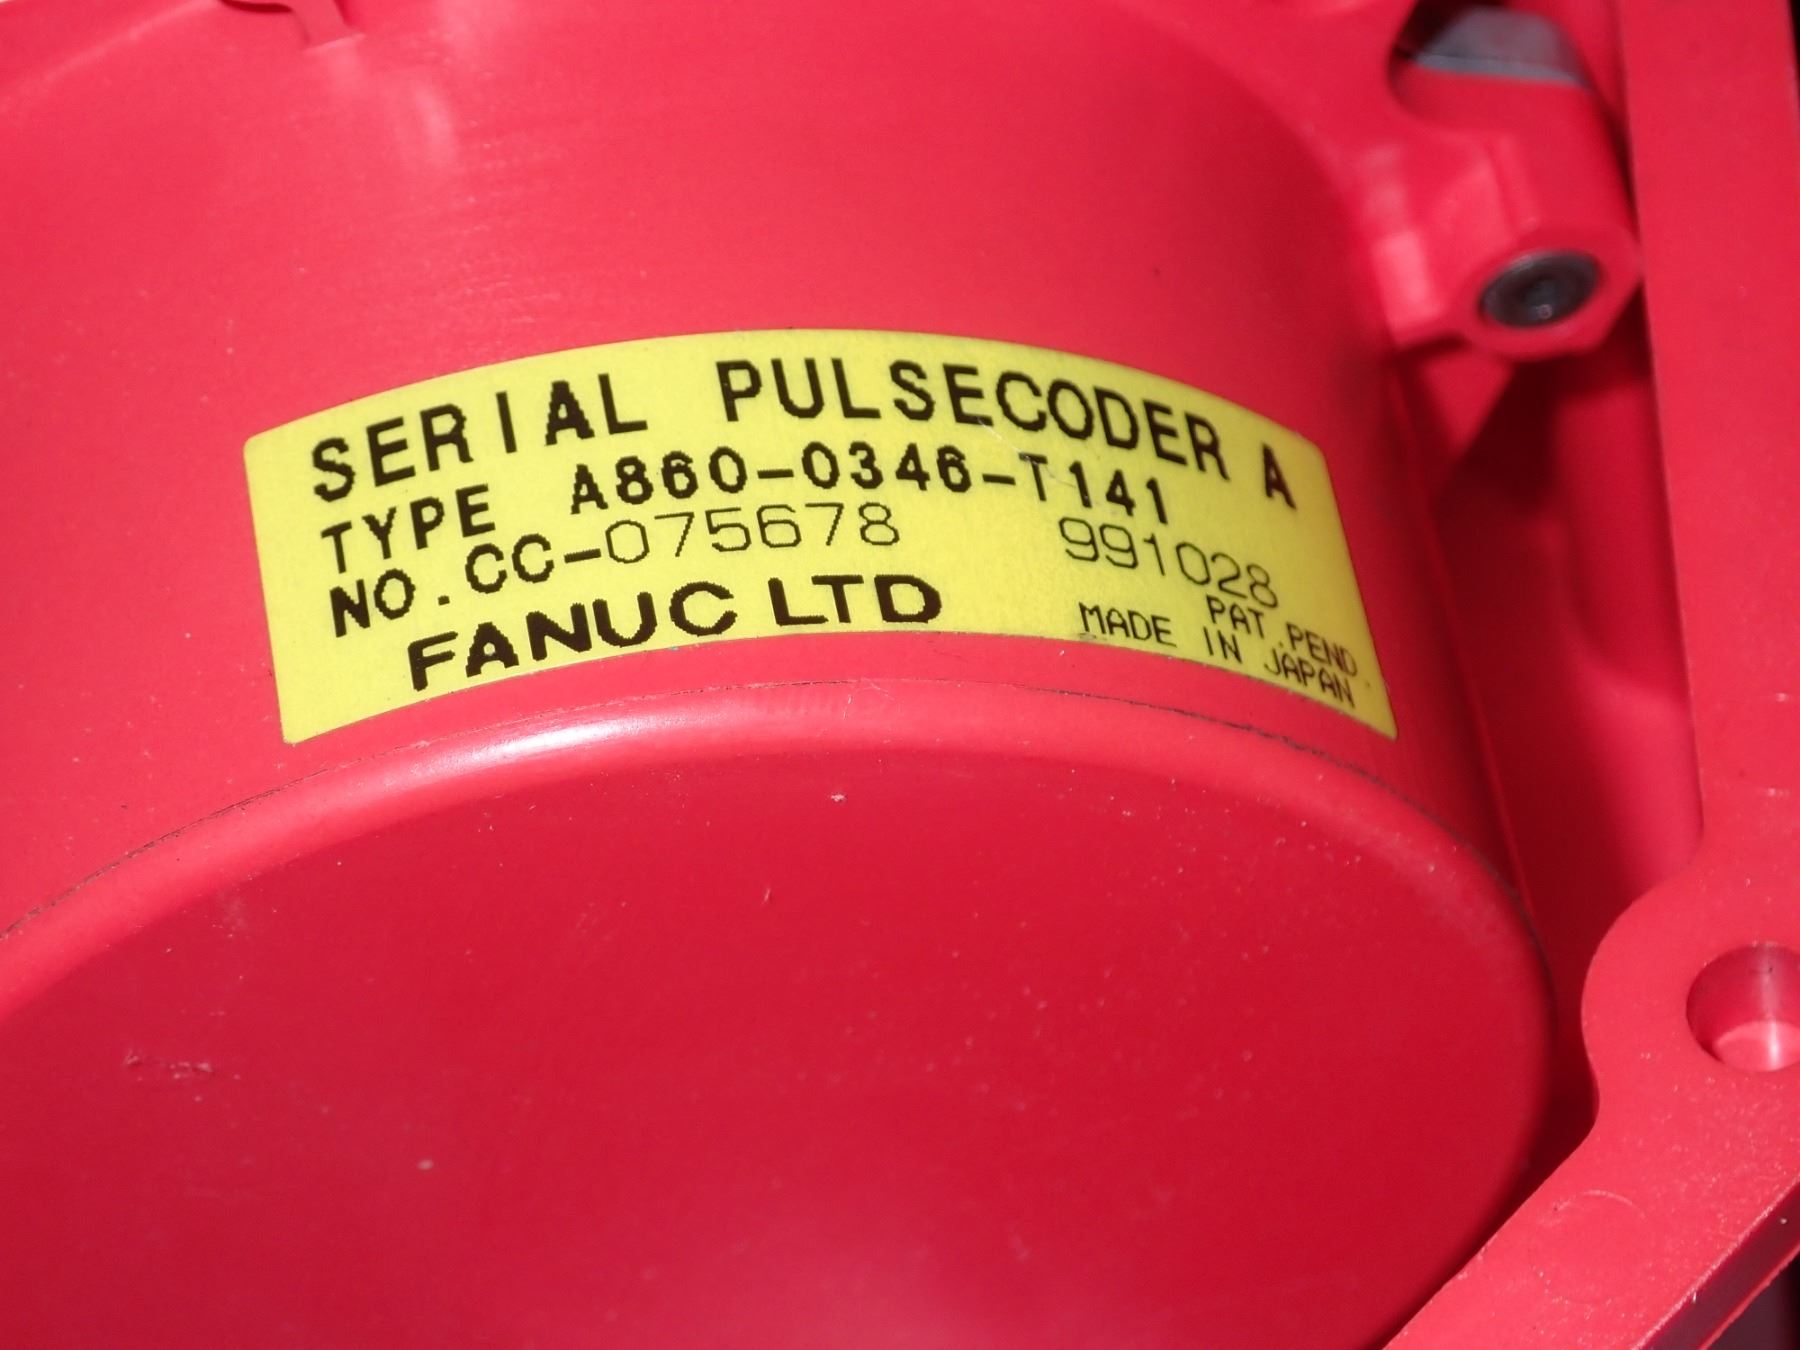 SERIAL PULSECODER A
TYPE A860-0346-T141
NO.CC-075678 991028
FANUC LTD
PAT.PEND.
MADE IN JAPAN